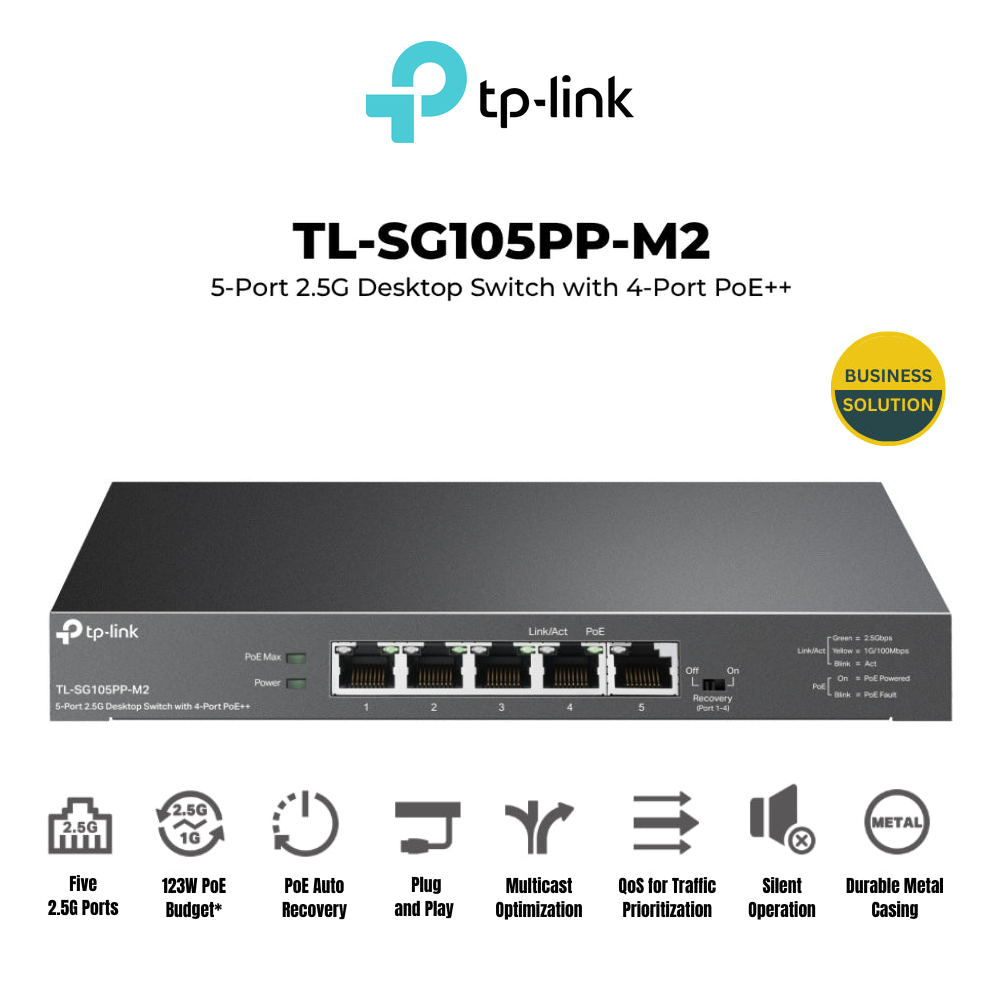 tp-link
TL-SG105PP-M2
5-Port 2.5G Desktop Switch with 4-Port PoE++
BUSINESS
SOLUTION
tp-link
TL-SG105PP-M2
5-Port 2.5G Desktop Switch with 4-Port PoE++
PoE Max
Power
Link/Act PoE
1 2 3 4 5
Off On
Recovery
(Port 1-4)
Link/Act
Green = 2.5Gbps
Yellow = 1G/100Mbps
Blink = Act
PoE
On = PoE Powered
Blink = PoE Fault
2.5G
2.5G
1G
METAL
Five
2.5G Ports
123W PoE
Budget*
PoE Auto
Recovery
Plug
and Play
Multicast
Optimization
QoS for Traffic
Prioritization
Silent
Operation
Durable Metal
Casing